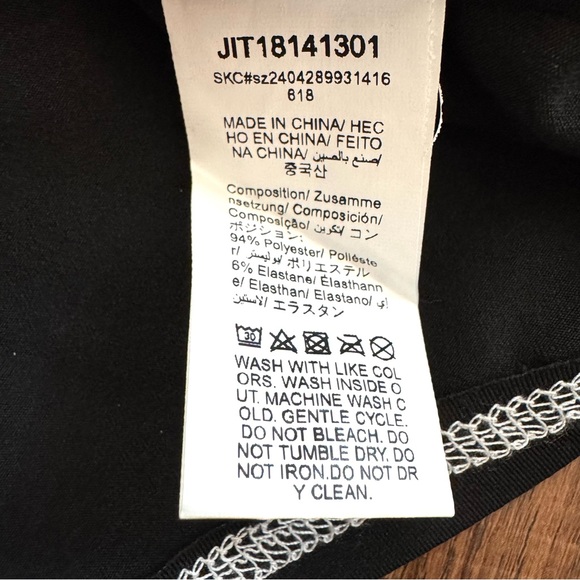 JIT18141301
SKC#sz2404289931416
618
MADE IN CHINA/ HEC
HO EN CHINA/ FEITO
NA CHINA/ صنع بالصين/
중국산
Composition/ Zusamme
nsetzung/ Composición/
Composição/ تكوين/ コン
ポジション:
94% Polyester/ Poliéste
r/ بوليستر/ ポリエステル
6% Elastane/ Élasthann
e/ Elasthan/ Elastano/ إي
لاستين/ エラスタン
30
WASH WITH LIKE COL
ORS. WASH INSIDE O
UT. MACHINE WASH C
OLD. GENTLE CYCLE.
DO NOT BLEACH. DO
NOT TUMBLE DRY. DO
NOT IRON.DO NOT DR
Y CLEAN.